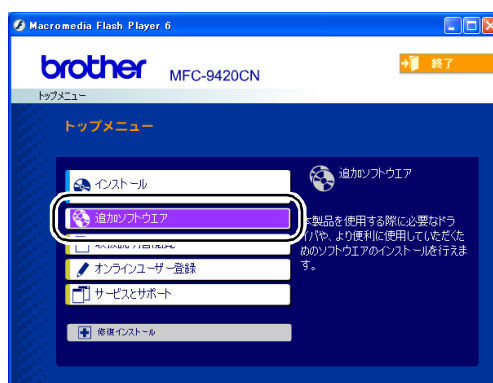 Macromedia Flash Player 6
brother MFC-9420CN
終了
トップメニュー
トップメニュー
インストール
追加ソフトウエア
オンラインユーザー登録
サービスとサポート
修復インストール
追加ソフトウエア
本製品を使用する際に必要なドラ
イバや、より便利に使用していただくた
めのソフトウエアのインストールを行えま
す。